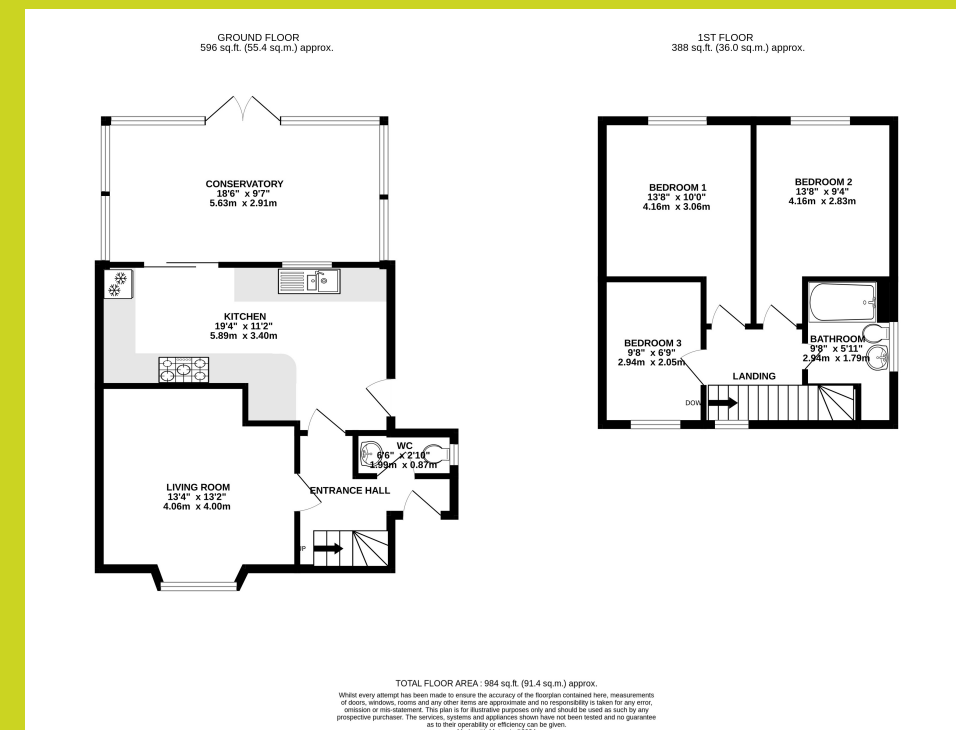 GROUND FLOOR
596 sq.ft. (55.4 sq.m.) approx.
1ST FLOOR
388 sq.ft. (36.0 sq.m.) approx.
CONSERVATORY
18'6" x 9'7"
5.63m x 2.91m
KITCHEN
19'4" x 11'2"
5.89m x 3.40m
LIVING ROOM
13'4" x 13'2"
4.06m x 4.00m
WC
6'6" x 2'10"
1.99m x 0.87m
ENTRANCE HALL
BEDROOM 1
13'8" x 10'0"
4.16m x 3.06m
BEDROOM 2
13'8" x 9'4"
4.16m x 2.83m
BEDROOM 3
9'8" x 6'9"
2.94m x 2.05m
BATHROOM
9'8" x 5'11"
2.94m x 1.79m
LANDING
TOTAL FLOOR AREA : 984 sq.ft. (91.4 sq.m.) approx.
Whilst every attempt has been made to ensure the accuracy of the floorplan contained here, measurements
of doors, windows, rooms and any other items are approximate and no responsibility is taken for any error,
omission or mis-statement. This plan is for illustrative purposes only and should be used as such by any
prospective purchaser. The services, systems and appliances shown have not been tested and no guarantee
as to their operability or efficiency can be given.